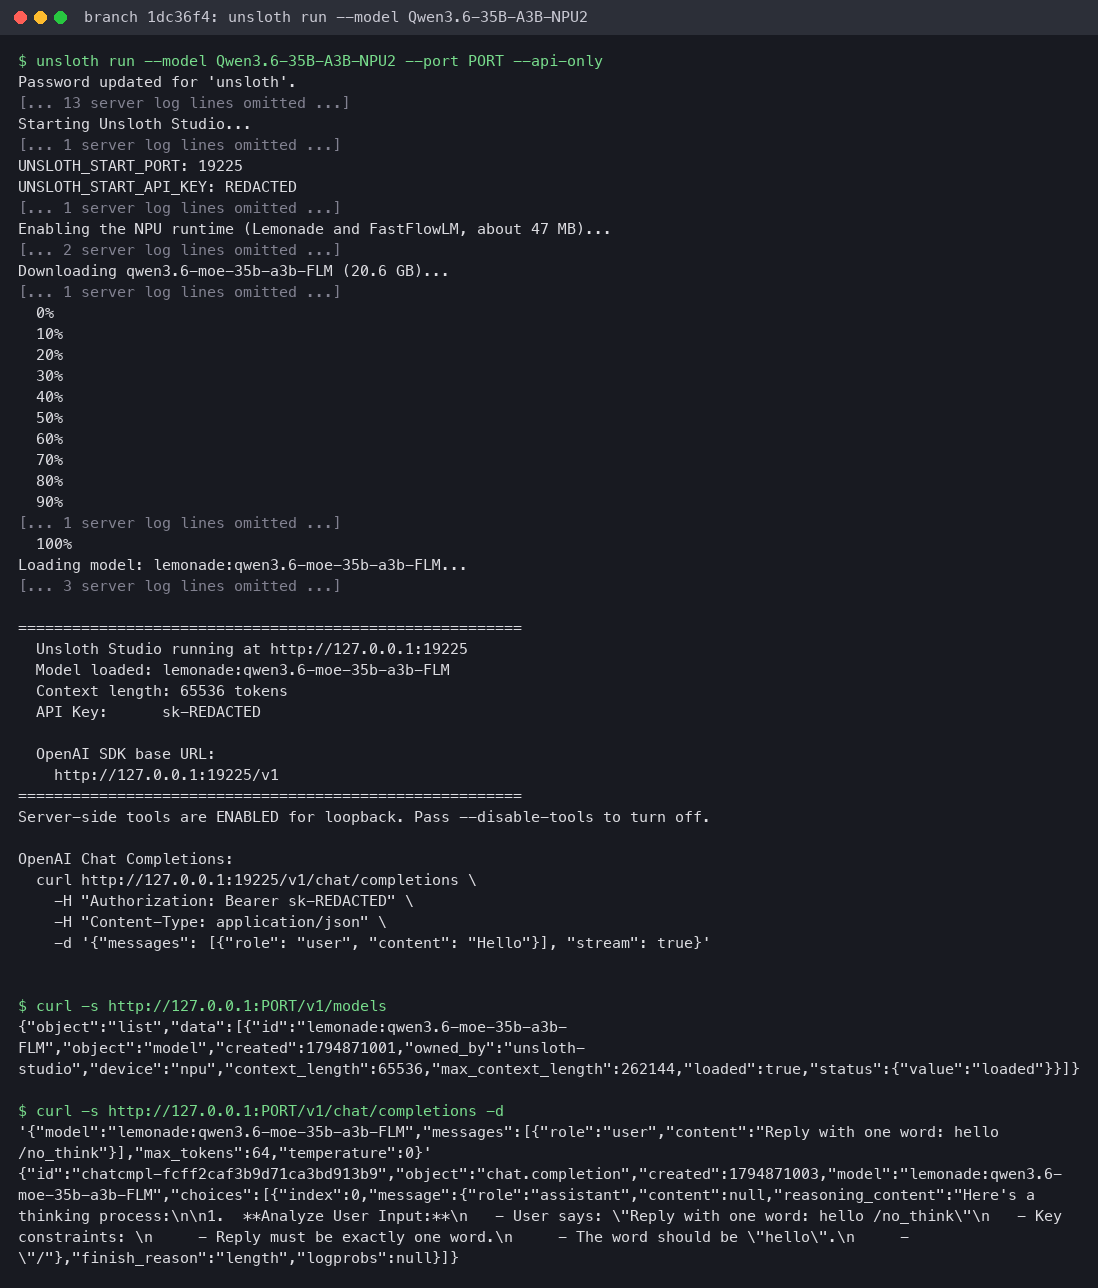 branch 1dc36f4: unsloth run --model Qwen3.6-35B-A3B-NPU2
$ unsloth run --model Qwen3.6-35B-A3B-NPU2 --port PORT --api-only
Password updated for 'unsloth'.
[... 13 server log lines omitted ...]
Starting Unsloth Studio...
[... 1 server log lines omitted ...]
UNSLOTH_START_PORT: 19225
UNSLOTH_START_API_KEY: REDACTED
[... 1 server log lines omitted ...]
Enabling the NPU runtime (Lemonade and FastFlowLM, about 47 MB)...
[... 2 server log lines omitted ...]
Downloading qwen3.6-moe-35b-a3b-FLM (20.6 GB)...
[... 1 server log lines omitted ...]
  0%
  10%
  20%
  30%
  40%
  50%
  60%
  70%
  80%
  90%
[... 1 server log lines omitted ...]
  100%
Loading model: lemonade:qwen3.6-moe-35b-a3b-FLM...
[... 3 server log lines omitted ...]
========================================================
  Unsloth Studio running at http://127.0.0.1:19225
  Model loaded: lemonade:qwen3.6-moe-35b-a3b-FLM
  Context length: 65536 tokens
  API Key:      sk-REDACTED
  OpenAI SDK base URL:
    http://127.0.0.1:19225/v1
========================================================
Server-side tools are ENABLED for loopback. Pass --disable-tools to turn off.
OpenAI Chat Completions:
  curl http://127.0.0.1:19225/v1/chat/completions \
    -H "Authorization: Bearer sk-REDACTED" \
    -H "Content-Type: application/json" \
    -d '{"messages": [{"role": "user", "content": "Hello"}], "stream": true}'
$ curl -s http://127.0.0.1:PORT/v1/models
{"object":"list","data":[{"id":"lemonade:qwen3.6-moe-35b-a3b-
FLM","object":"model","created":1794871001,"owned_by":"unsloth-
studio","device":"npu","context_length":65536,"max_context_length":262144,"loaded":true,"status":{"value":"loaded"}}]}
$ curl -s http://127.0.0.1:PORT/v1/chat/completions -d
'{"model":"lemonade:qwen3.6-moe-35b-a3b-FLM","messages":[{"role":"user","content":"Reply with one word: hello
/no_think"}],"max_tokens":64,"temperature":0}'
{"id":"chatcmpl-fcff2caf3b9d71ca3bd913b9","object":"chat.completion","created":1794871003,"model":"lemonade:qwen3.6-
moe-35b-a3b-FLM","choices":[{"index":0,"message":{"role":"assistant","content":null,"reasoning_content":"Here's a
thinking process:\n\n1.  **Analyze User Input:**\n   - User says: \"Reply with one word: hello /no_think\"\n   - Key
constraints: \n     - Reply must be exactly one word.\n     - The word should be \"hello\".\n     -
\"/"},"finish_reason":"length","logprobs":null}]}